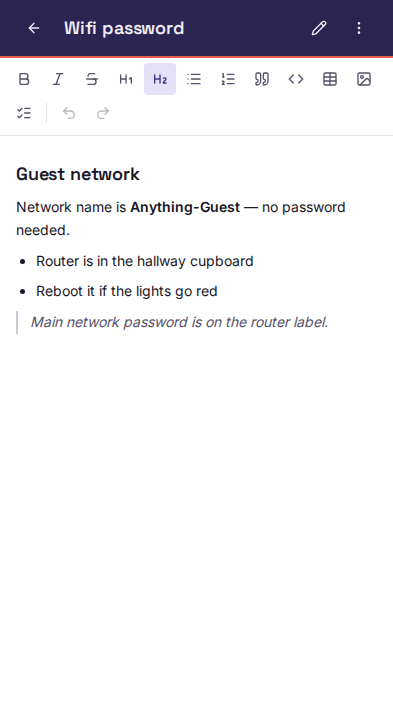 Wifi password
H1
H2
Guest network
Network name is Anything-Guest — no password
needed.
Router is in the hallway cupboard
Reboot it if the lights go red
Main network password is on the router label.